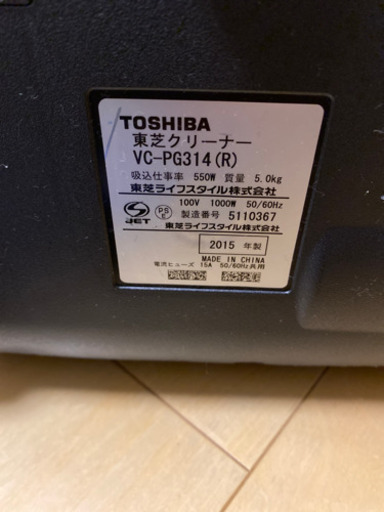 TOSHIBA
東芝クリーナー
VC-PG314(R)
吸込仕事率 550W 質量 5.0kg
東芝ライフスタイル株式会社
100V 1000W 50/60Hz
S JET PS E 製造番号 5110367
東芝ライフスタイル株式会社
2015 年製
MADE IN CHINA
電流ヒューズ 15A 50/60Hz共用